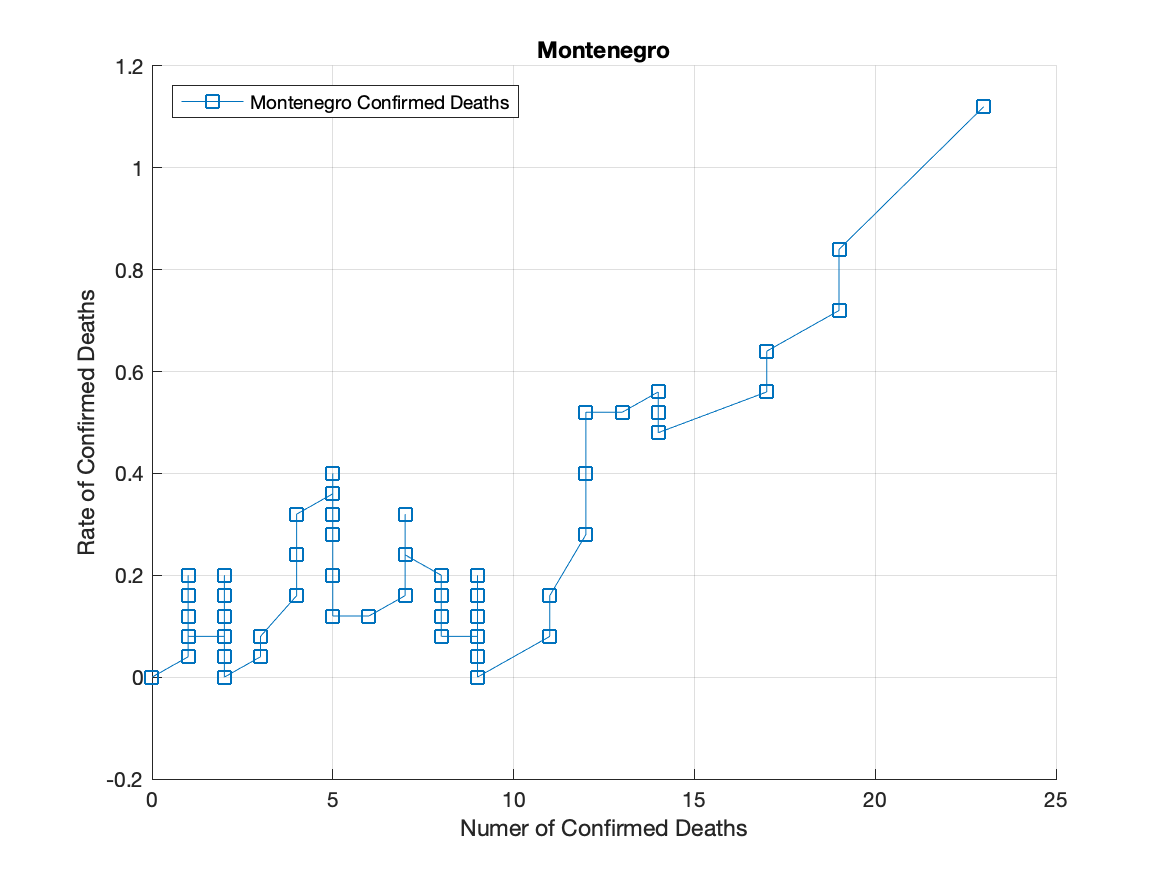 Montenegro
Montenegro Confirmed Deaths
1.2
1
0.8
0.6
0.4
0.2
0
-0.2
Rate of Confirmed Deaths
0 5 10 15 20 25
Numer of Confirmed Deaths